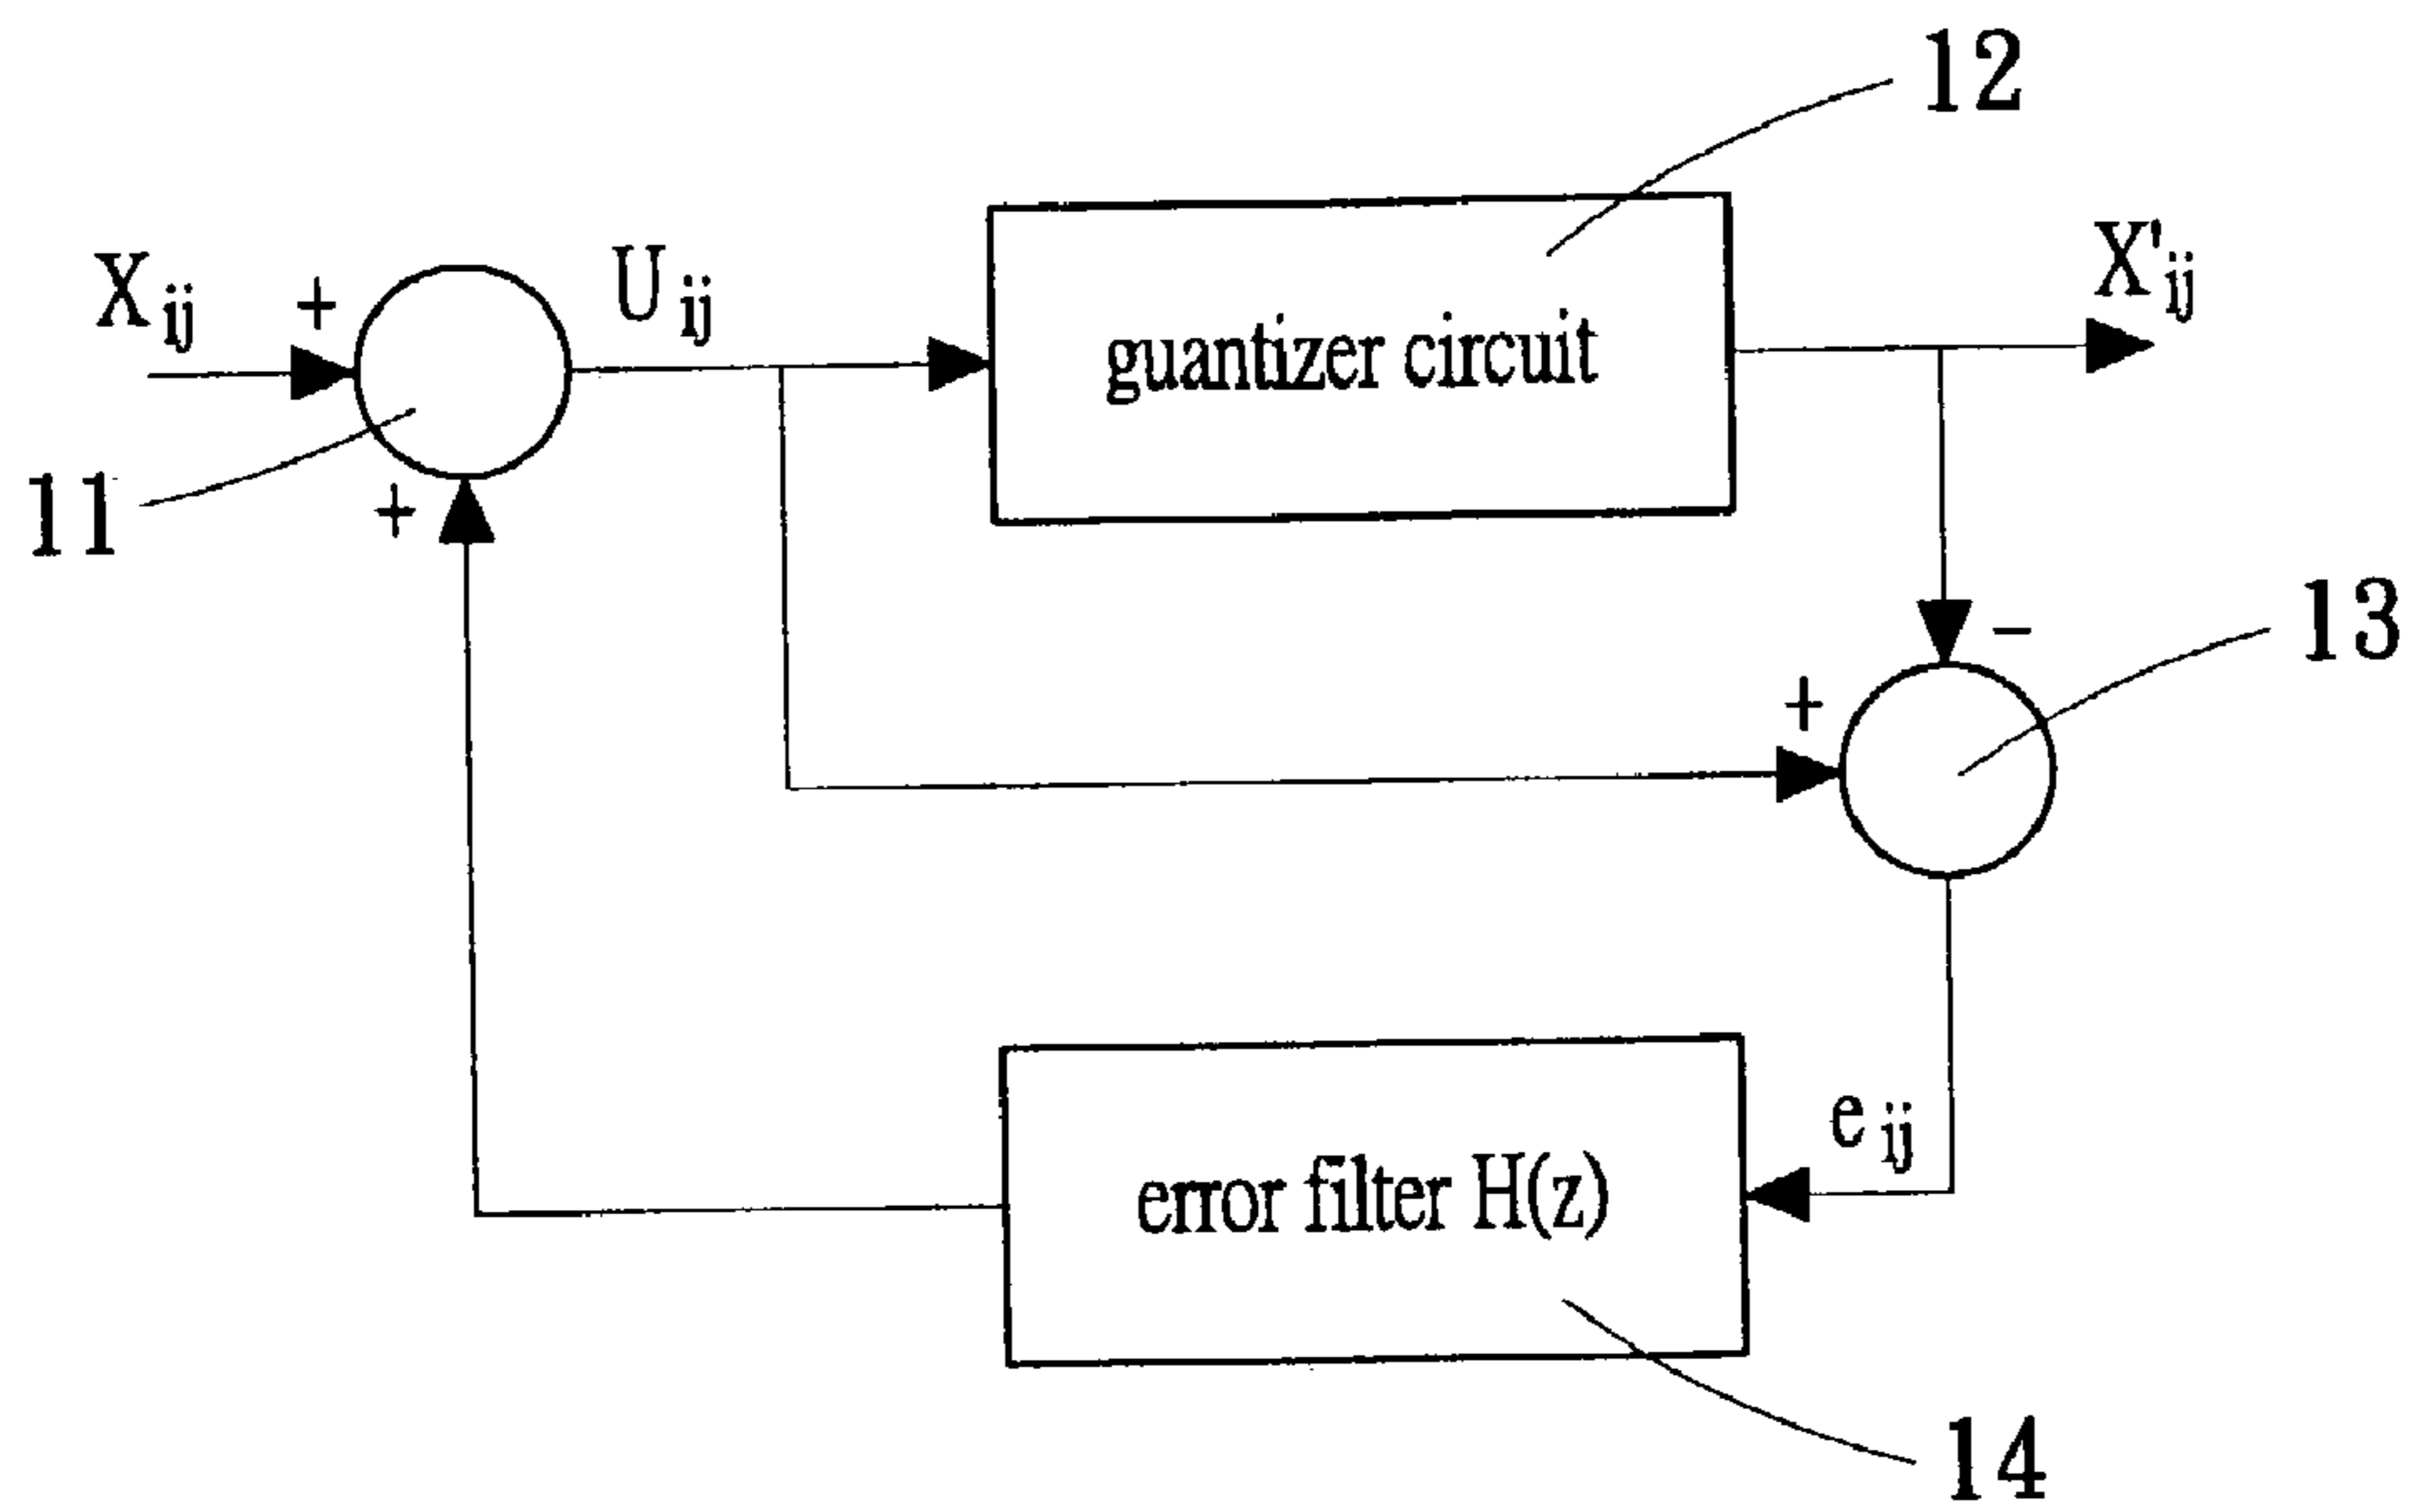 12
X'ij
Xij
+
Uij
guantizer circuit
11
+
13
-
+
eij
error filter H(z)
14